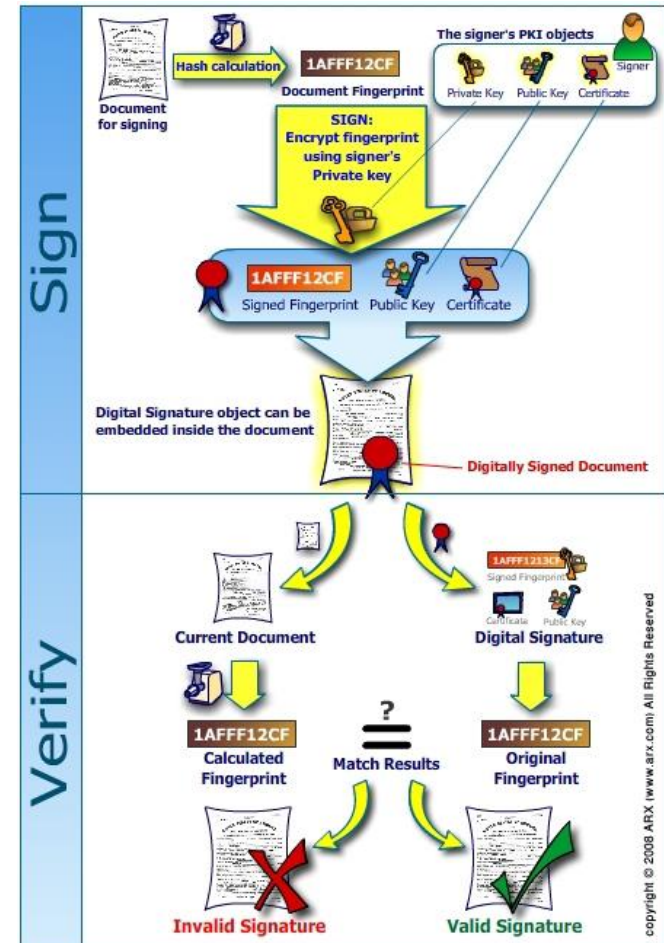 Sign
Document
for signing
Hash calculation
1AFFF12CF
Document Fingerprint
The signer's PKI objects
Signer
Private Key
Public Key
Certificate
SIGN:
Encrypt fingerprint
using signer's
Private key
1AFFF12CF
Signed Fingerprint
Public Key
Certificate
Digital Signature object can be
embedded inside the document
Digitally Signed Document
Verify
Current Document
1AFFF1213CF
Signed Fingerprint
Certificate
Public Key
Digital Signature
1AFFF12CF
Calculated
Fingerprint
?
Match Results
1AFFF12CF
Original
Fingerprint
Invalid Signature
Valid Signature
copyright © 2008 ARX (www.arx.com) All Rights Reserved